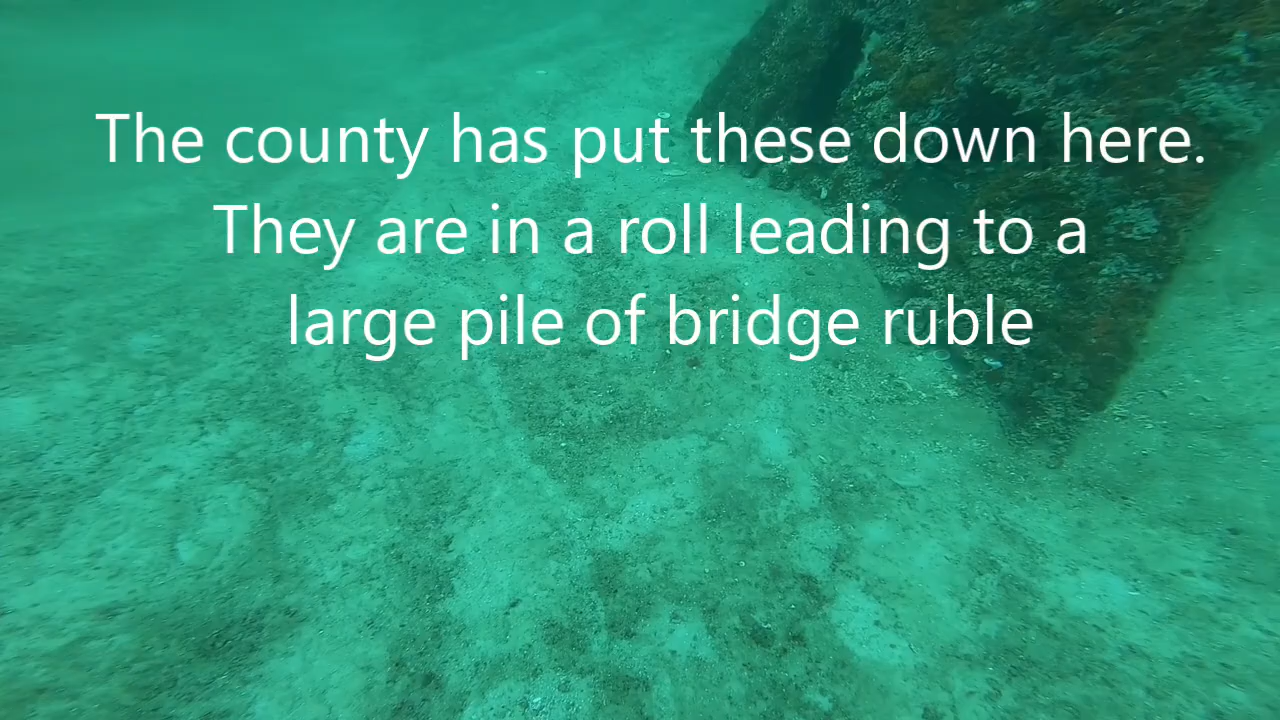 The county has put these down here.
They are in a roll leading to a
large pile of bridge ruble